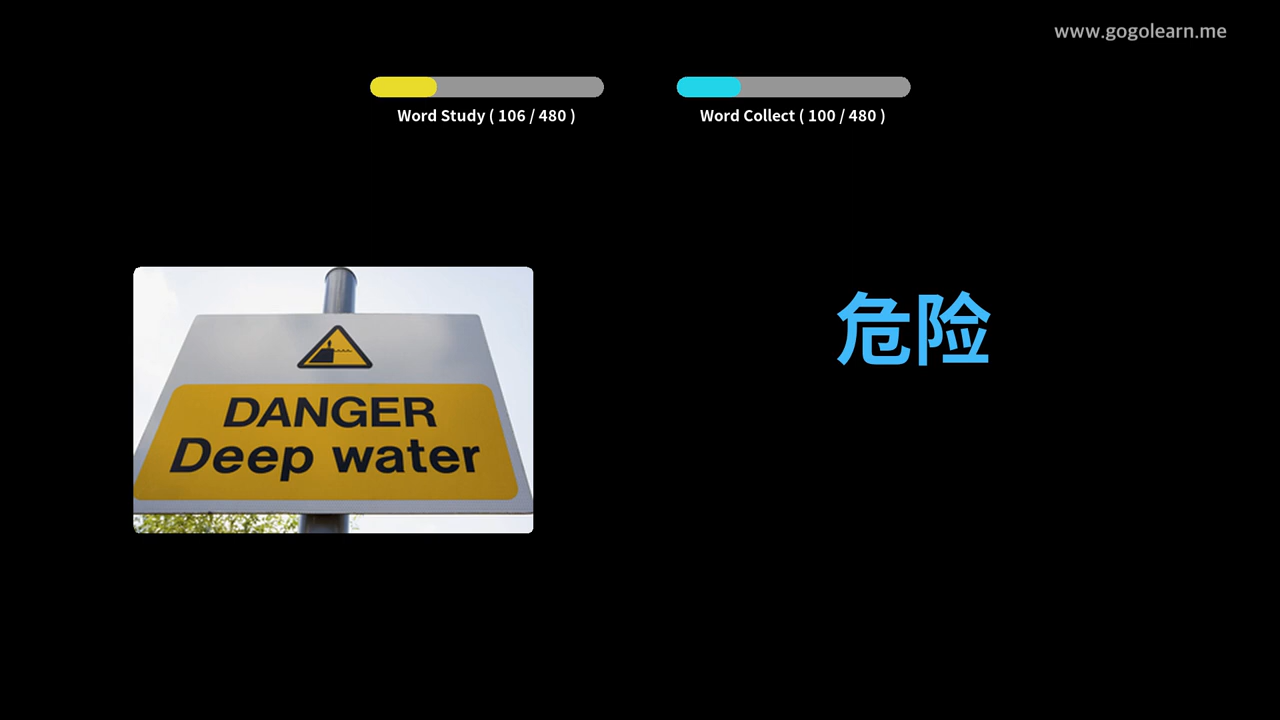 www.gogolearn.me
Word Study ( 106 / 480 )
Word Collect ( 100 / 480 )
DANGER
Deep water
危险